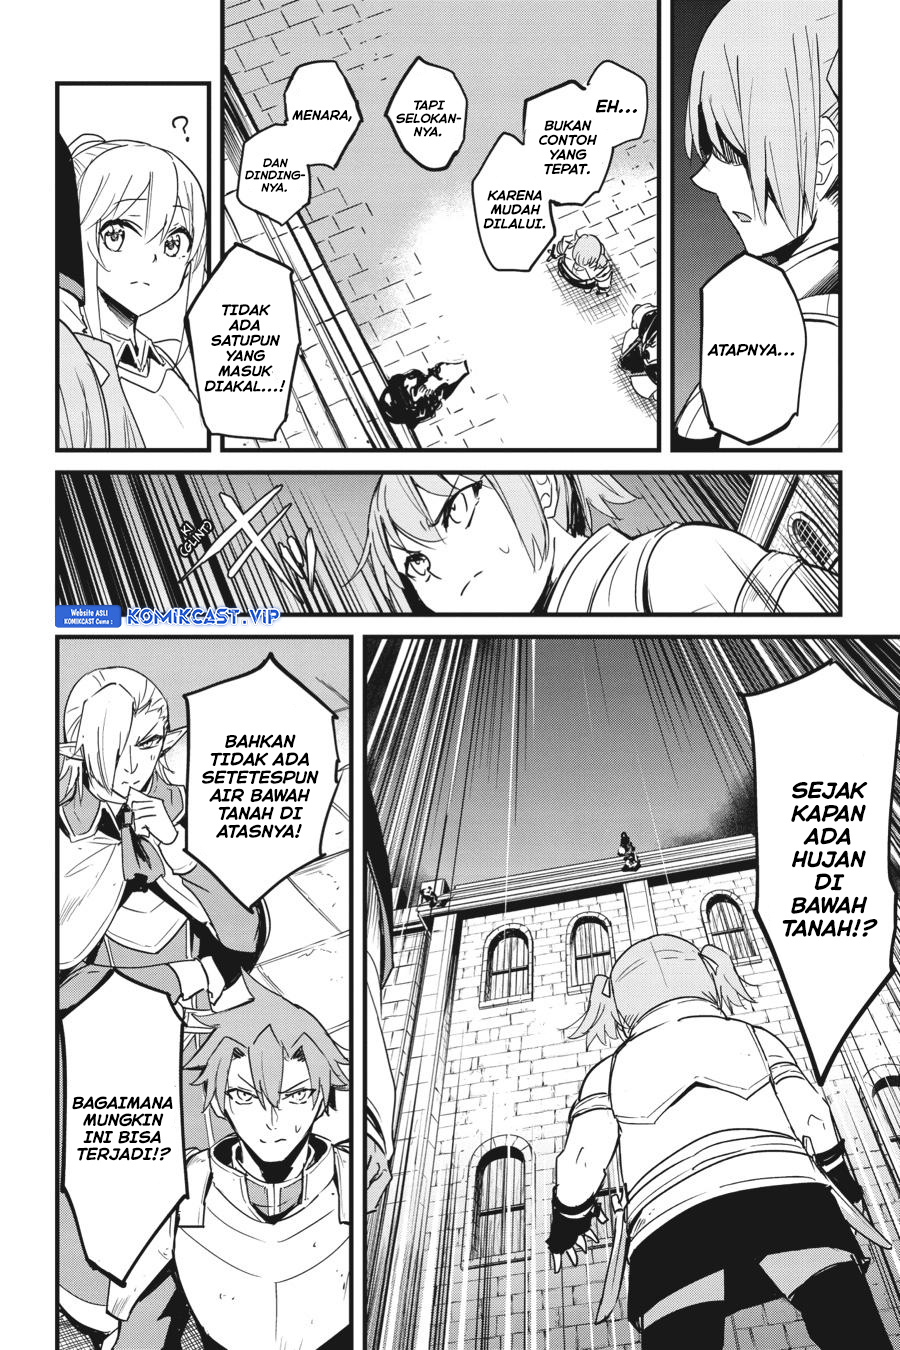 ATAPNYA...
EH...
BUKAN
CONTOH
YANG
TEPAT.
KARENA
MUDAH
DILALUI.
TAPI
SELOKAN-
NYA.
MENARA,
DAN
DINDING-
NYA.
?
TIDAK
ADA
SATUPUN
YANG
MASUK
DIAKAL...!
KI
CGLIND
Website ASLI
KOMIKCAST Cuma :
KOMIKCAST.VIP
SEJAK
KAPAN
ADA
HUJAN
DI
BAWAH
TANAH!?
BAHKAN
TIDAK ADA
SETETESPUN
AIR BAWAH
TANAH DI
ATASNYA!
BAGAIMANA
MUNGKIN
INI BISA
TERJADI!?